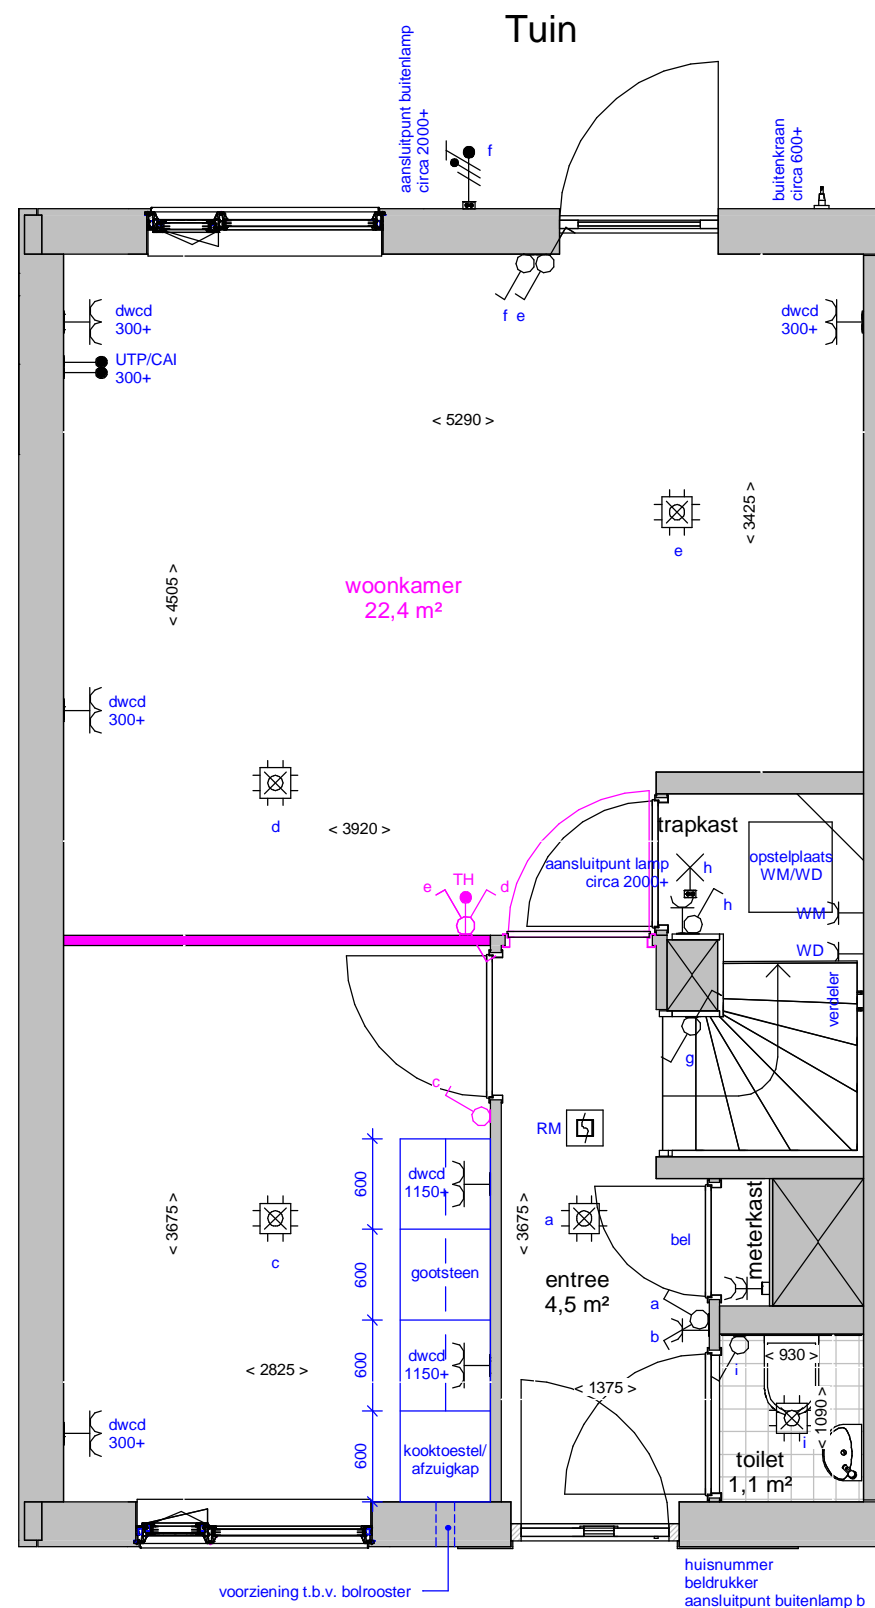 Tuin
aansluitpunt buitenlamp
circa 2000+
f
buitenkraan
circa 600+
f e
dwcd
300+
UTP/CAI
300+
dwcd
300+
< 5290 >
< 3425 >
e
< 4505 >
woonkamer
22,4 m²
dwcd
300+
d
< 3920 >
trapkast
aansluitpunt lamp
circa 2000+
h
opstelplaats
WM/WD
e TH d
h
WM
WD
verdeler
g
c
RM
dwcd
1150+
600
< 3675 >
c
< 3675 >
a
bel
meterkast
gootsteen
600
entree
4,5 m²
a
b
dwcd
1150+
600
< 2825 >
< 1375 >
i
< 930 >
< 1090 >
i
toilet
1,1 m²
dwcd
300+
kooktoestel/
afzuigkap
600
voorziening t.b.v. bolrooster
huisnummer
beldrukker
aansluitpunt buitenlamp b